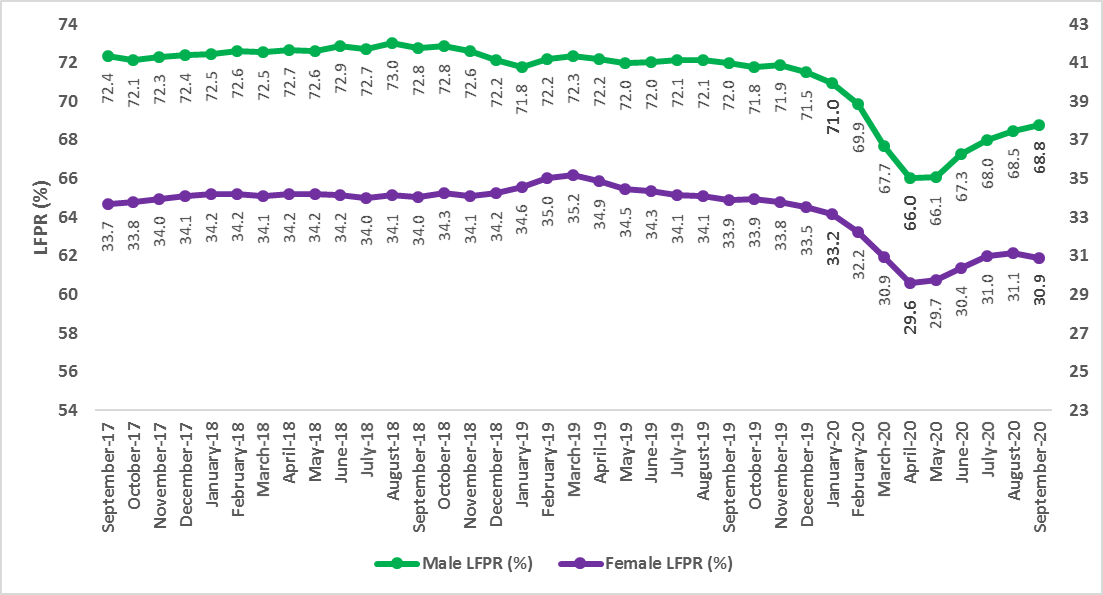 74
72
70
68
66
64
62
60
58
56
54
LFPR (%)
43
41
39
37
35
33
31
29
27
25
23
72.4
72.1
72.3
72.4
72.5
72.6
72.5
72.7
72.6
72.9
72.7
73.0
72.8
72.8
72.6
72.2
71.8
72.2
72.3
72.2
72.0
72.0
72.1
72.1
72.0
71.8
71.9
71.5
71.0
69.9
67.7
66.0
66.1
67.3
68.0
68.5
68.8
33.7
33.8
34.0
34.1
34.2
34.2
34.1
34.2
34.2
34.2
34.0
34.1
34.0
34.3
34.1
34.2
34.6
35.0
35.2
34.9
34.5
34.3
34.1
34.1
33.9
33.9
33.8
33.5
33.2
32.2
30.9
29.6
29.7
30.4
31.0
31.1
30.9
September-17
October-17
November-17
December-17
January-18
February-18
March-18
April-18
May-18
June-18
July-18
August-18
September-18
October-18
November-18
December-18
January-19
February-19
March-19
April-19
May-19
June-19
July-19
August-19
September-19
October-19
November-19
December-19
January-20
February-20
March-20
April-20
May-20
June-20
July-20
August-20
September-20
Male LFPR (%)
Female LFPR (%)